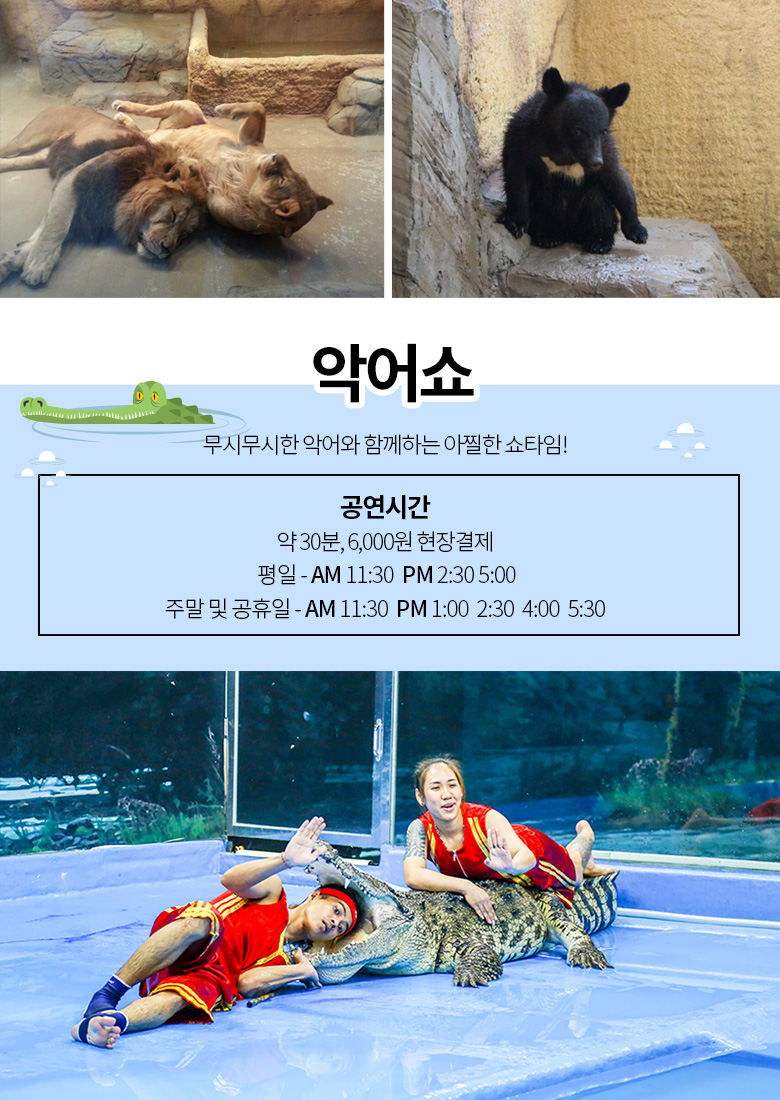 악어쇼
무시무시한 악어와 함께하는 아찔한 쇼타임!
공연시간
약 30분, 6,000원 현장결제
평일 - AM 11:30 PM 2:30 5:00
주말 및 공휴일 - AM 11:30 PM 1:00 2:30 4:00 5:30